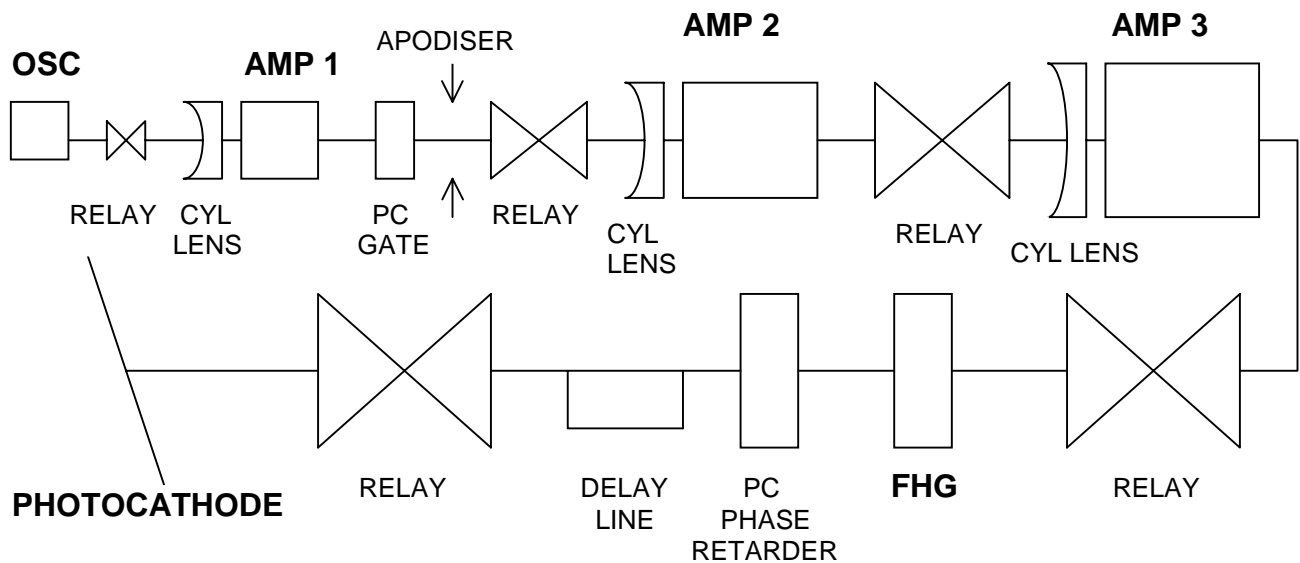 OSC
AMP 1
APODISER
AMP 2
AMP 3
RELAY
CYL
LENS
PC
GATE
RELAY
CYL
LENS
RELAY
CYL LENS
PHOTOCATHODE
RELAY
DELAY
LINE
PC
PHASE
RETARDER
FHG
RELAY